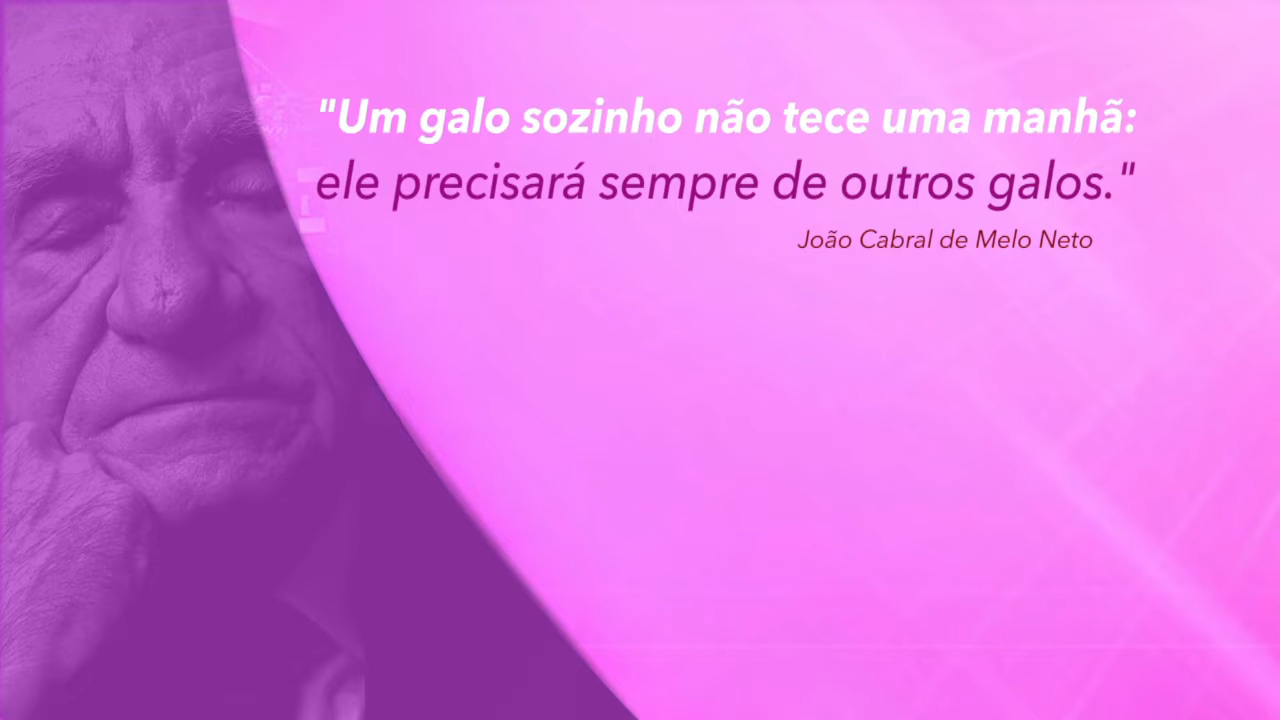 "Um galo sozinho não tece uma manhã:
ele precisará sempre de outros galos."
João Cabral de Melo Neto